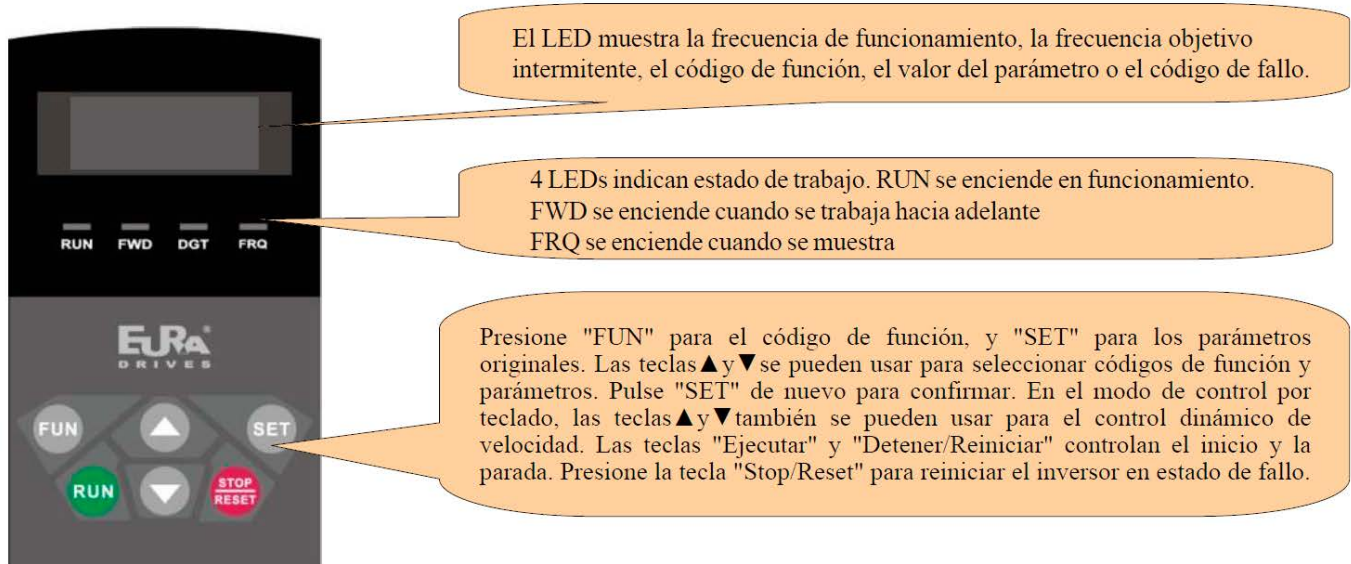 El LED muestra la frecuencia de funcionamiento, la frecuencia objetivo
intermitente, el código de función, el valor del parámetro o el código de fallo.
4 LEDs indican estado de trabajo. RUN se enciende en funcionamiento.
FWD se enciende cuando se trabaja hacia adelante
FRQ se enciende cuando se muestra
RUN FWD DGT FRQ
EURA
DRIVES
Presione "FUN" para el código de función, y "SET" para los parámetros
originales. Las teclas▲y▼se pueden usar para seleccionar códigos de función y
parámetros. Pulse "SET" de nuevo para confirmar. En el modo de control por
teclado, las teclas▲y▼también se pueden usar para el control dinámico de
velocidad. Las teclas "Ejecutar" y "Detener/Reiniciar" controlan el inicio y la
parada. Presione la tecla "Stop/Reset" para reiniciar el inversor en estado de fallo.
FUN
SET
RUN
STOP
RESET